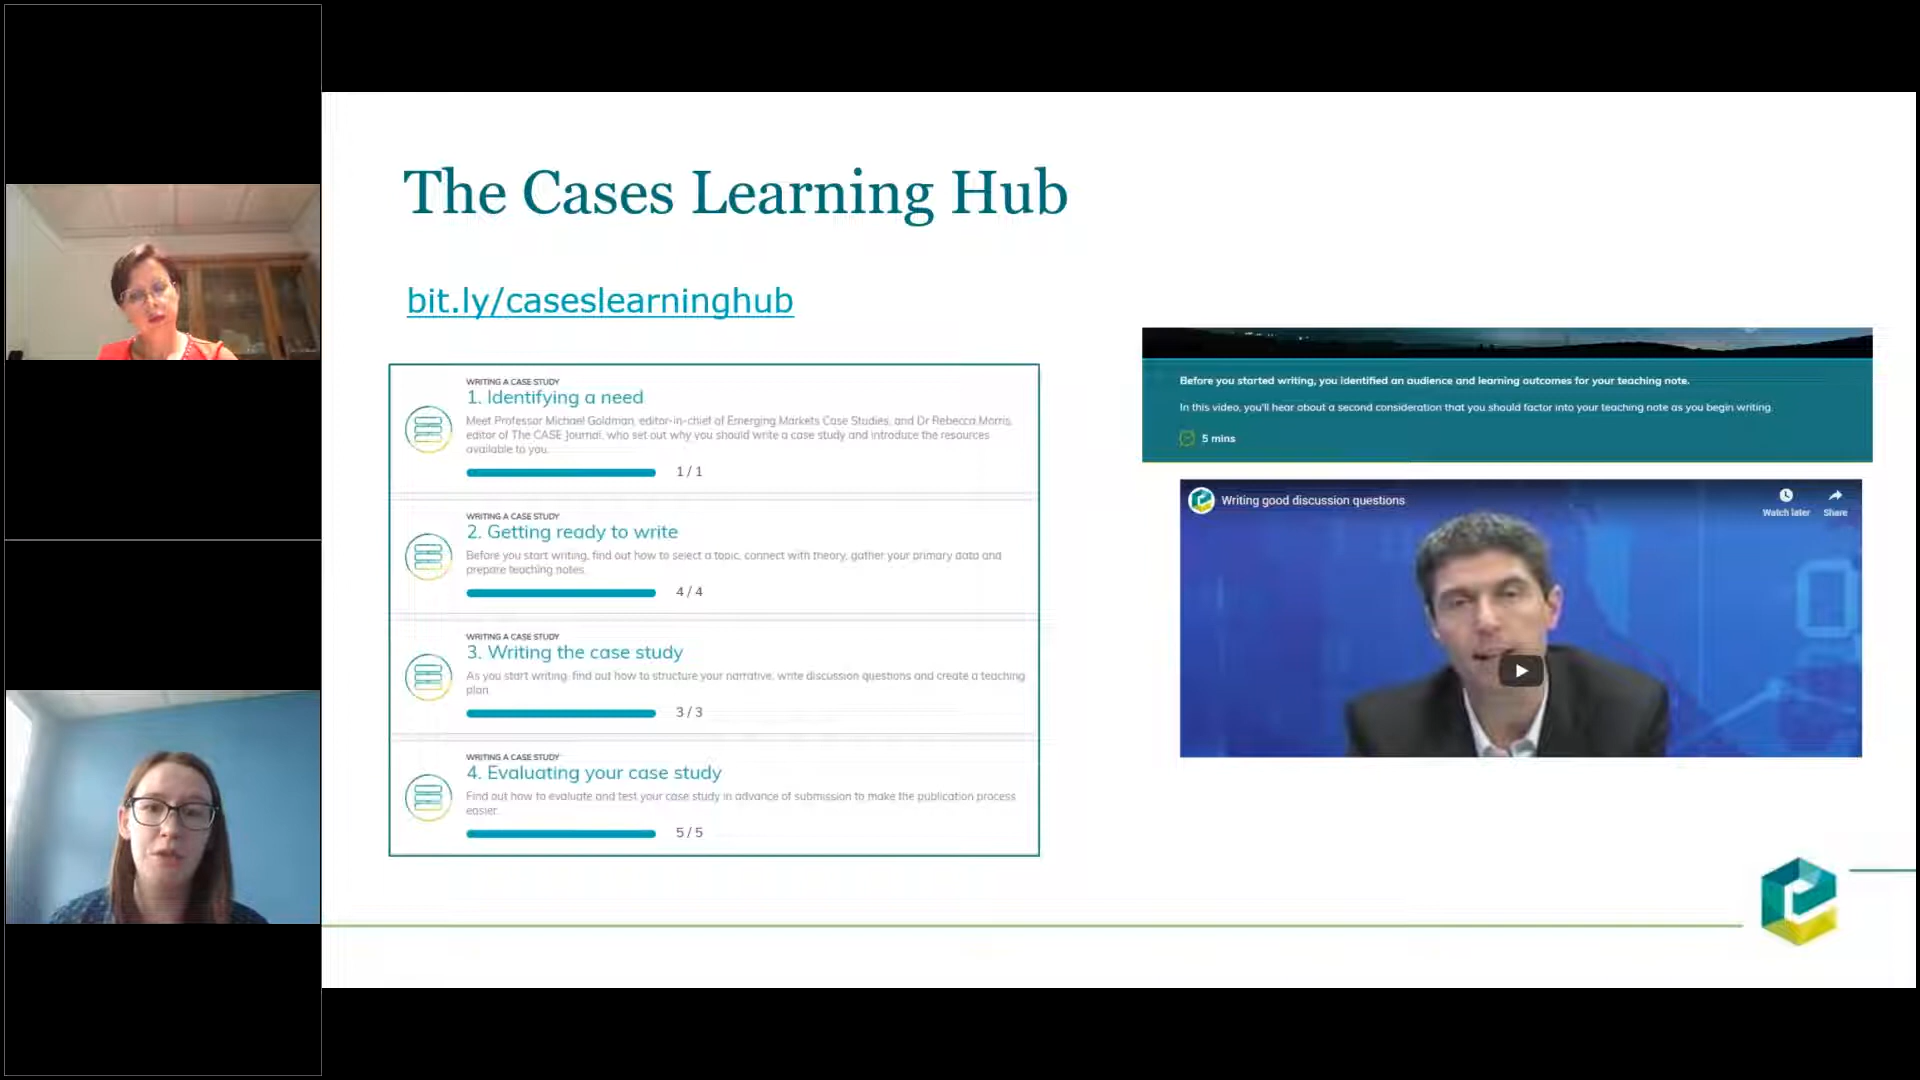 The Cases Learning Hub
bit.ly/caseslearninghub
WRITING A CASE STUDY
1. Identifying a need
Meet Professor Michael Goldman, editor-in-chief of Emerging Markets Case Studies, and Dr Rebecca Morris,
editor of The CASE Journal, who set out why you should write a case study and introduce the resources
available to you.
1 / 1
WRITING A CASE STUDY
2. Getting ready to write
Before you start writing, find out how to select a topic, connect with theory, gather your primary data and
prepare teaching notes.
4 / 4
WRITING A CASE STUDY
3. Writing the case study
As you start writing, find out how to structure your narrative, write discussion questions and create a teaching
plan.
3 / 3
WRITING A CASE STUDY
4. Evaluating your case study
Find out how to evaluate and test your case study in advance of submission to make the publication process
easier.
5 / 5
Before you started writing, you identified an audience and learning outcomes for your teaching note.
In this video, you'll hear about a second consideration that you should factor into your teaching note as you begin writing.
5 mins
Writing good discussion questions
Watch later
Share